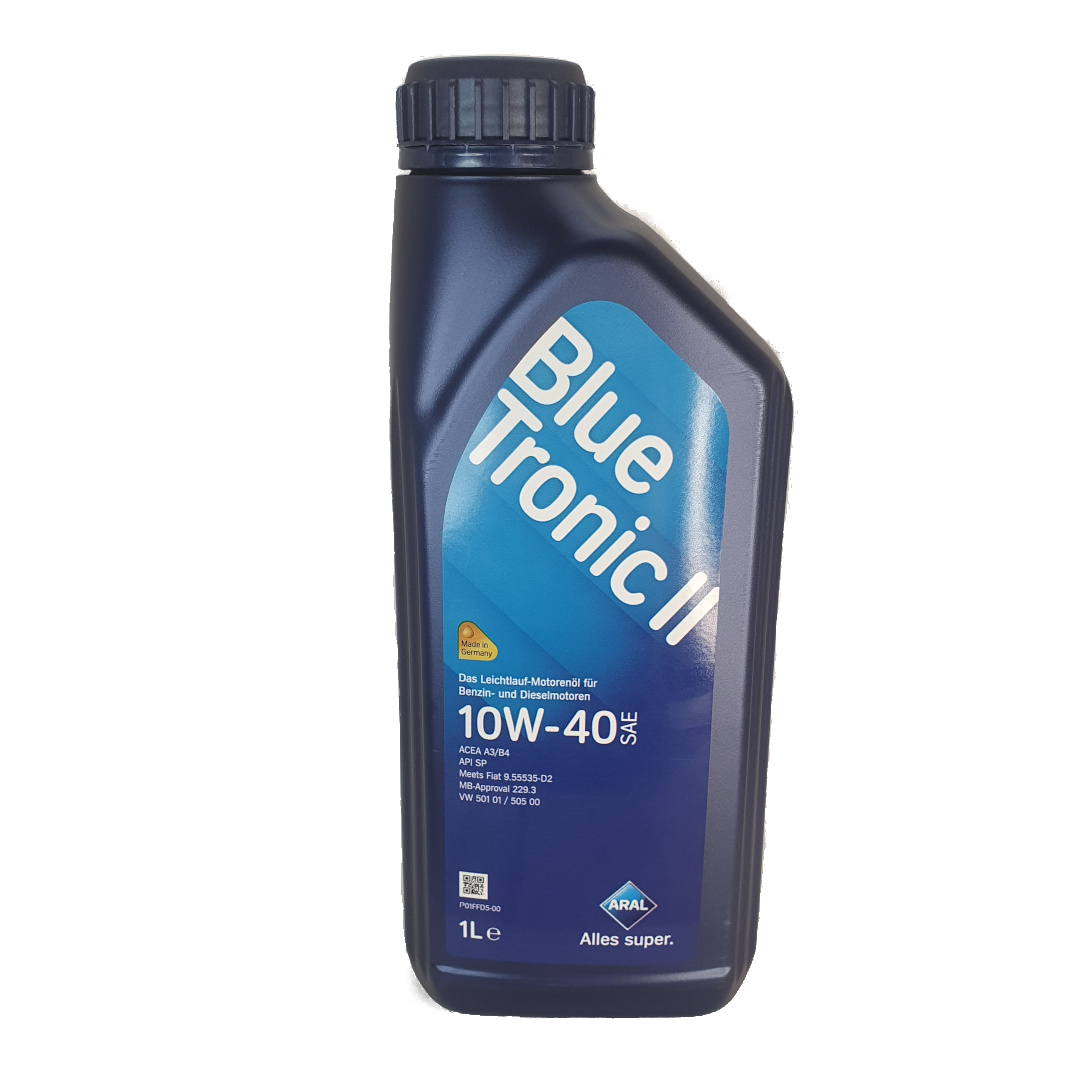 Blue
Tronic II
Made in
Germany
Das Leichtlauf-Motorenöl für
Benzin- und Dieselmotoren
10W-40 SAE
ACEA A3/B4
API SP
Meets Fiat 9.55535-D2
MB-Approval 229.3
VW 501 01 / 505 00
P01FFD5-00
1L ℮
ARAL
Alles super.